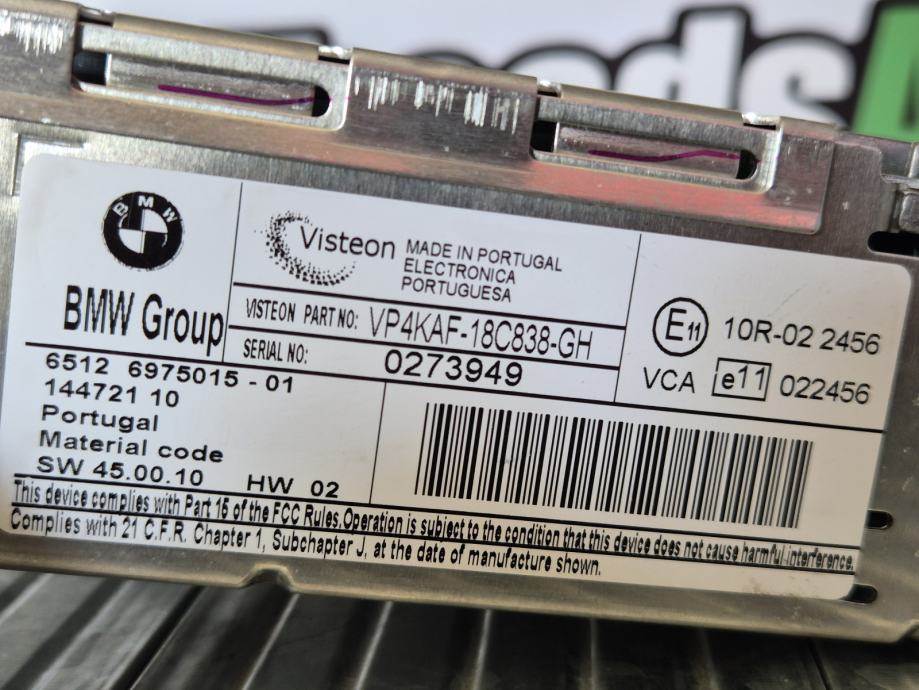 BMW
BMW Group
Visteon
MADE IN PORTUGAL
ELECTRONICA
PORTUGUESA
VISTEON PART NO: VP4KAF-18C838-GH
SERIAL NO: 0273949
E11 10R-02 2456
VCA e11 022456
6512 6975015-01
144721 10
Portugal
Material code
SW 45.00.10 HW 02
This device complies with Part 15 of the FCC Rules.Operation is subject to the condition that this device does not cause harmful interference.
Complies with 21 C.F.R. Chapter 1, Subchapter J, at the date of manufacture shown.